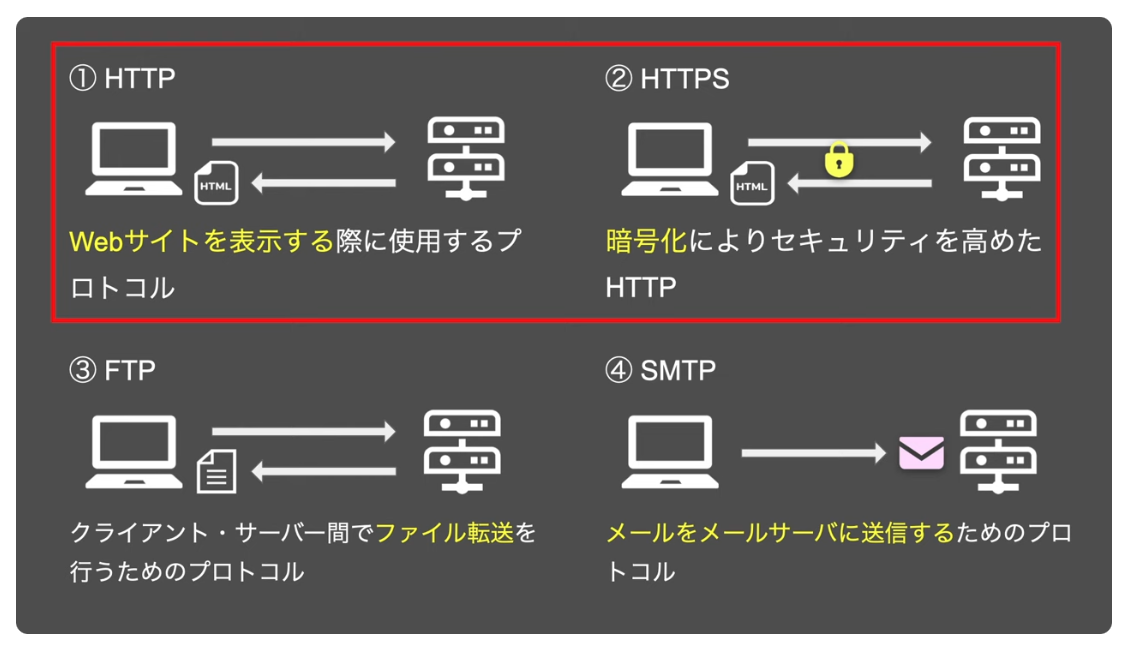 ① HTTP
HTML
Webサイトを表示する際に使用するプ
ロトコル
② HTTPS
HTML
暗号化によりセキュリティを高めた
HTTP
③ FTP
クライアント・サーバー間でファイル転送を
行うためのプロトコル
④ SMTP
メールをメールサーバに送信するためのプロ
トコル